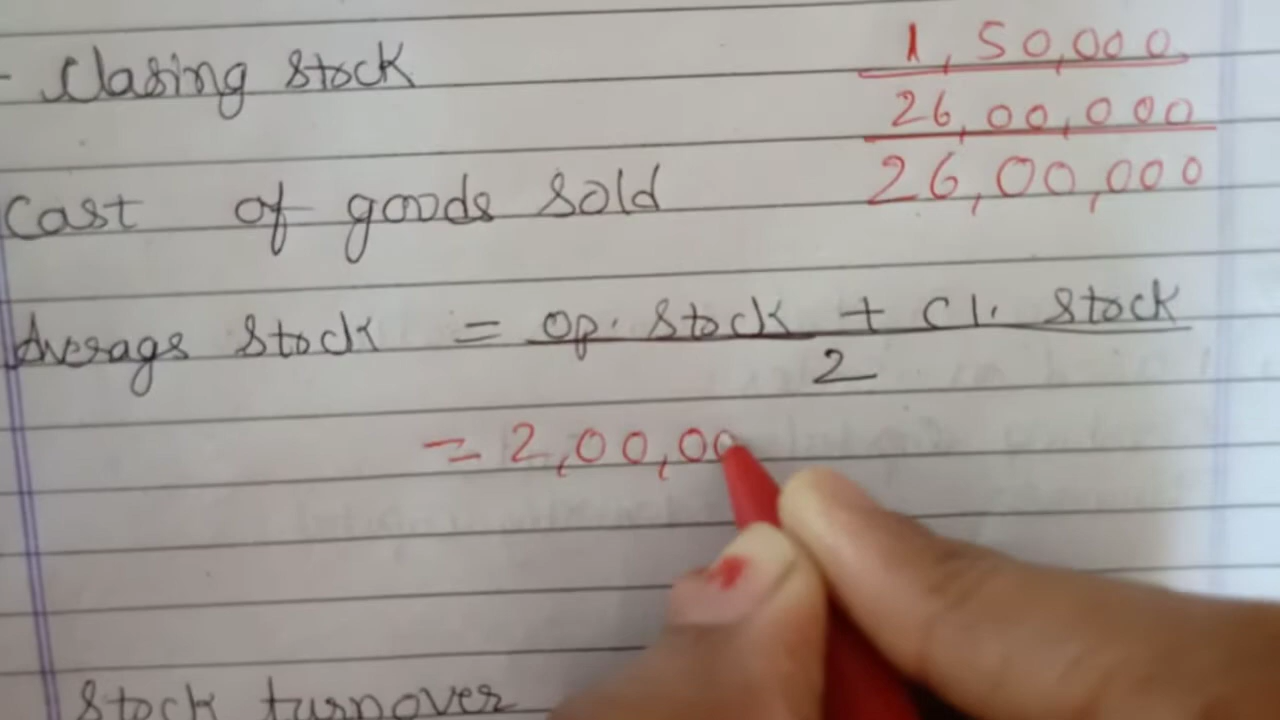 - Closing stock 1,50,000
26,00,000
Cost of goods sold 26,00,000
Average stock = Op. Stock + Cl. Stock
2
= 2,00,00
Stock turnover